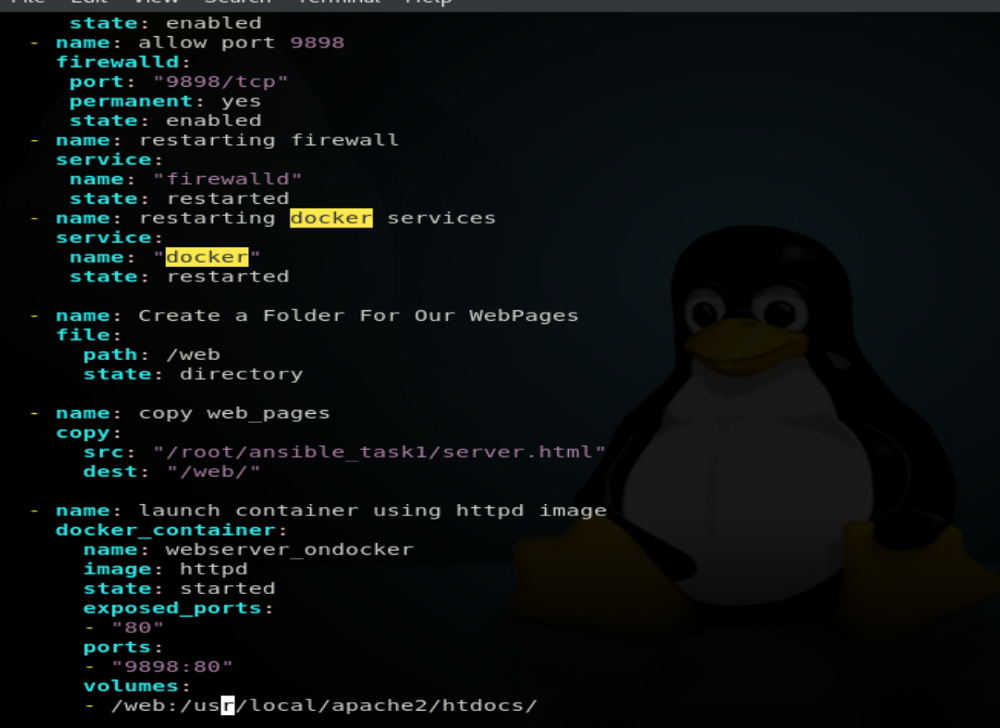 File Edit View Search Terminal Help
state: enabled
- name: allow port 9898
firewalld:
port: "9898/tcp"
permanent: yes
state: enabled
- name: restarting firewall
service:
name: "firewalld"
state: restarted
- name: restarting docker services
service:
name: "docker"
state: restarted
- name: Create a Folder For Our WebPages
file:
path: /web
state: directory
- name: copy web_pages
copy:
src: "/root/ansible_task1/server.html"
dest: "/web/"
- name: launch container using httpd image
docker_container:
name: webserver_ondocker
image: httpd
state: started
exposed_ports:
- "80"
ports:
- "9898:80"
volumes:
- /web:/usr/local/apache2/htdocs/